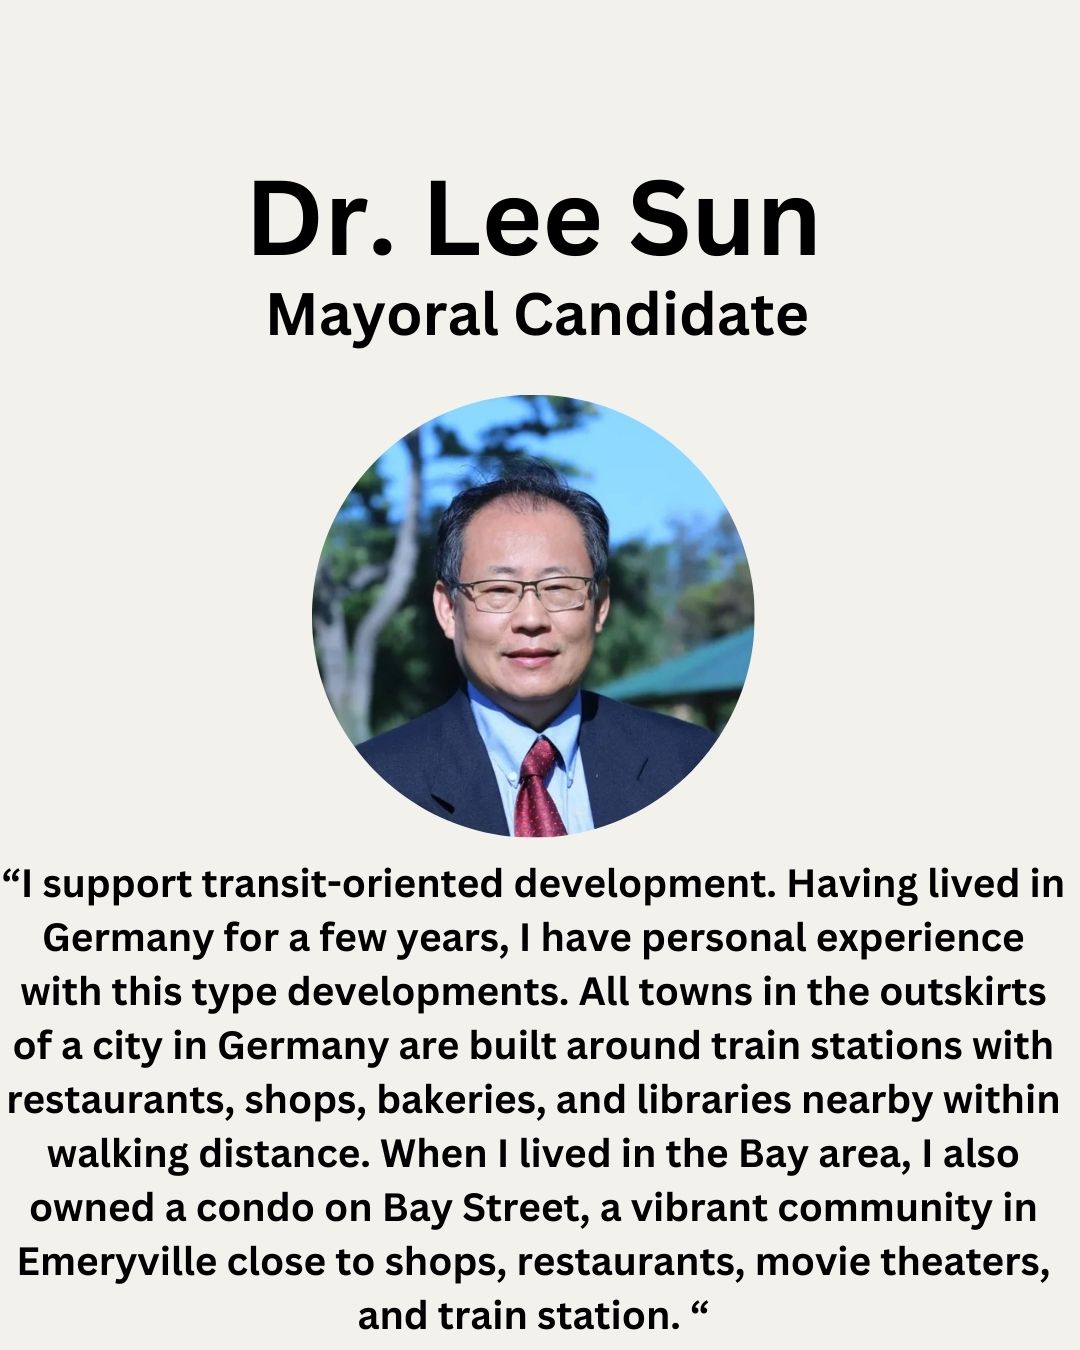 Dr. Lee Sun
Mayoral Candidate
“I support transit-oriented development. Having lived in
Germany for a few years, I have personal experience
with this type developments. All towns in the outskirts
of a city in Germany are built around train stations with
restaurants, shops, bakeries, and libraries nearby within
walking distance. When I lived in the Bay area, I also
owned a condo on Bay Street, a vibrant community in
Emeryville close to shops, restaurants, movie theaters,
and train station. “